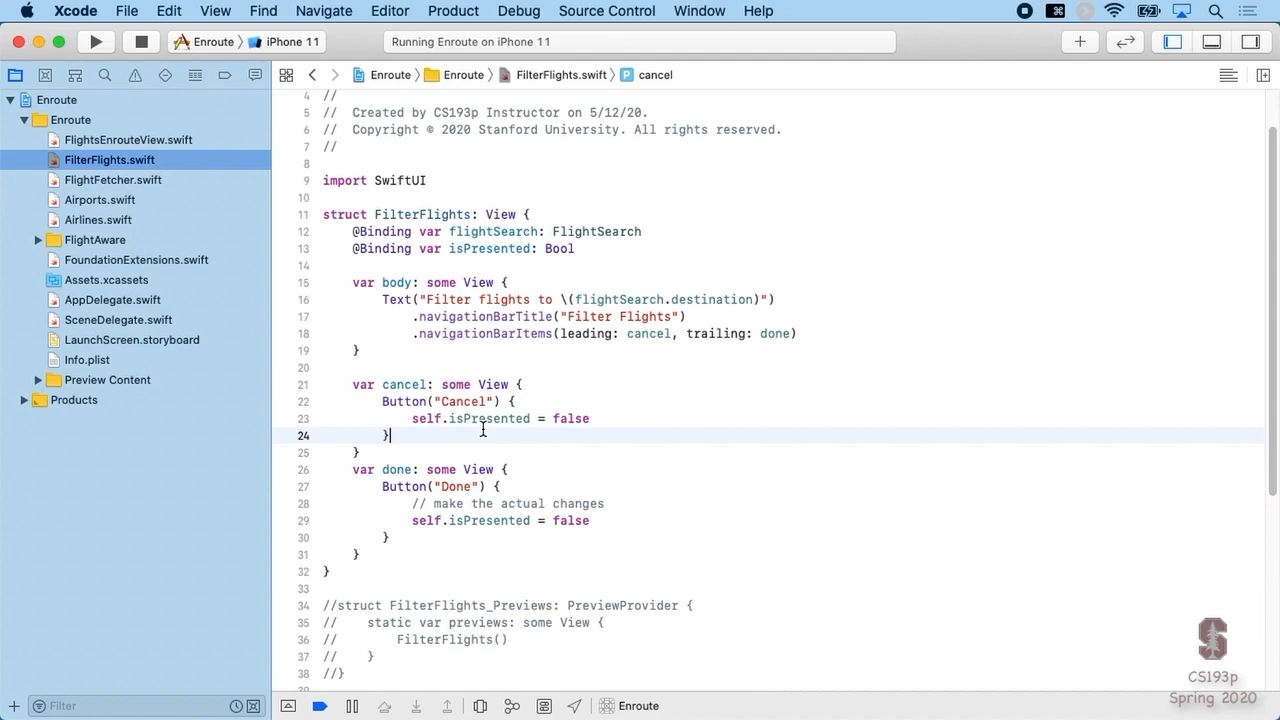 Xcode File Edit View Find Navigate Editor Product Debug Source Control Window Help
Enroute iPhone 11 Running Enroute on iPhone 11
Enroute Enroute FilterFlights.swift P cancel
Enroute
Enroute
FlightsEnrouteView.swift
FilterFlights.swift
FlightFetcher.swift
Airports.swift
Airlines.swift
FlightAware
FoundationExtensions.swift
Assets.xcassets
AppDelegate.swift
SceneDelegate.swift
LaunchScreen.storyboard
Info.plist
Preview Content
Products
Filter
4 //
5 //  Created by CS193p Instructor on 5/12/20.
6 //  Copyright © 2020 Stanford University. All rights reserved.
7 //
8
9 import SwiftUI
10
11 struct FilterFlights: View {
12     @Binding var flightSearch: FlightSearch
13     @Binding var isPresented: Bool
14
15     var body: some View {
16         Text("Filter flights to \(flightSearch.destination)")
17             .navigationBarTitle("Filter Flights")
18             .navigationBarItems(leading: cancel, trailing: done)
19     }
20
21     var cancel: some View {
22         Button("Cancel") {
23             self.isPresented = false
24         }
25     }
26     var done: some View {
27         Button("Done") {
28             // make the actual changes
29             self.isPresented = false
30         }
31     }
32 }
33
34 //struct FilterFlights_Previews: PreviewProvider {
35 //    static var previews: some View {
36 //        FilterFlights()
37 //    }
38 //}
Enroute
S
CS193p
Spring 2020